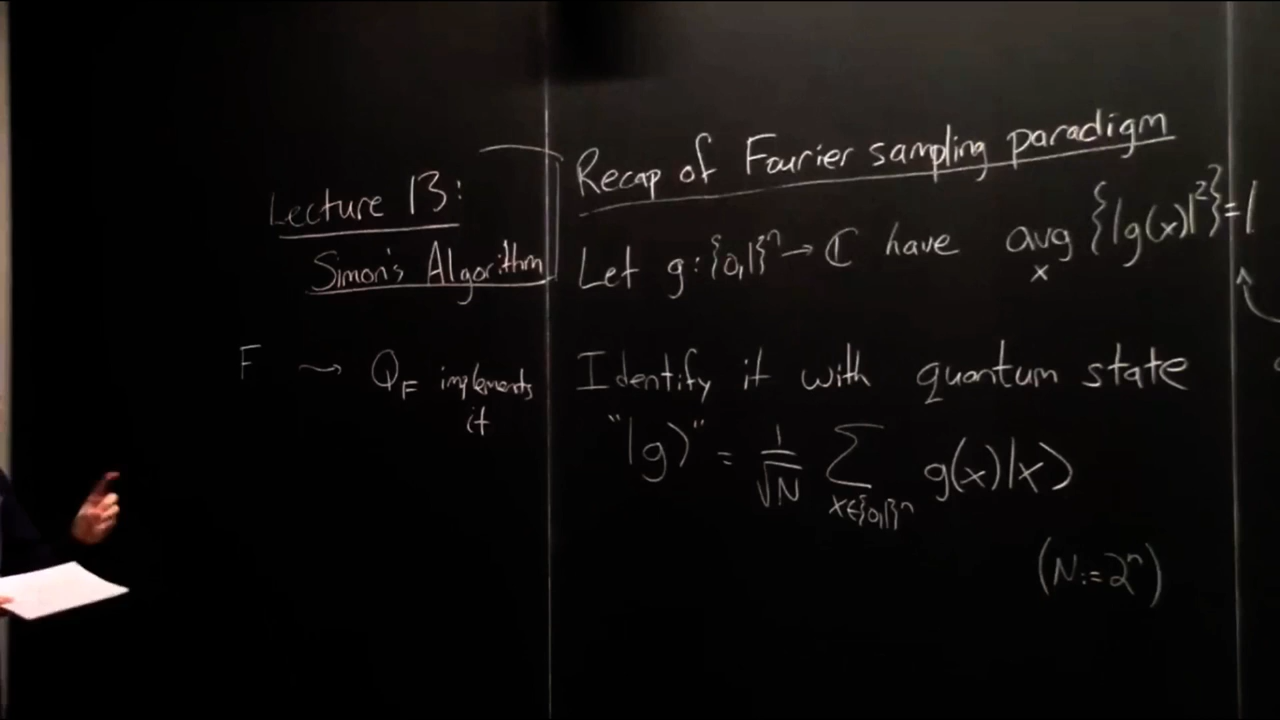 Lecture 13:
Simon's Algorithm
F ⇝ Q_F implements
it
Recap of Fourier sampling paradigm
Let g:{0,1}ⁿ → ℂ have avg {|g(x)|²}=1
x
Identify it with quantum state
"|g⟩" = 1/√N Σ g(x)|x⟩
x∈{0,1}ⁿ
(N:=2ⁿ)